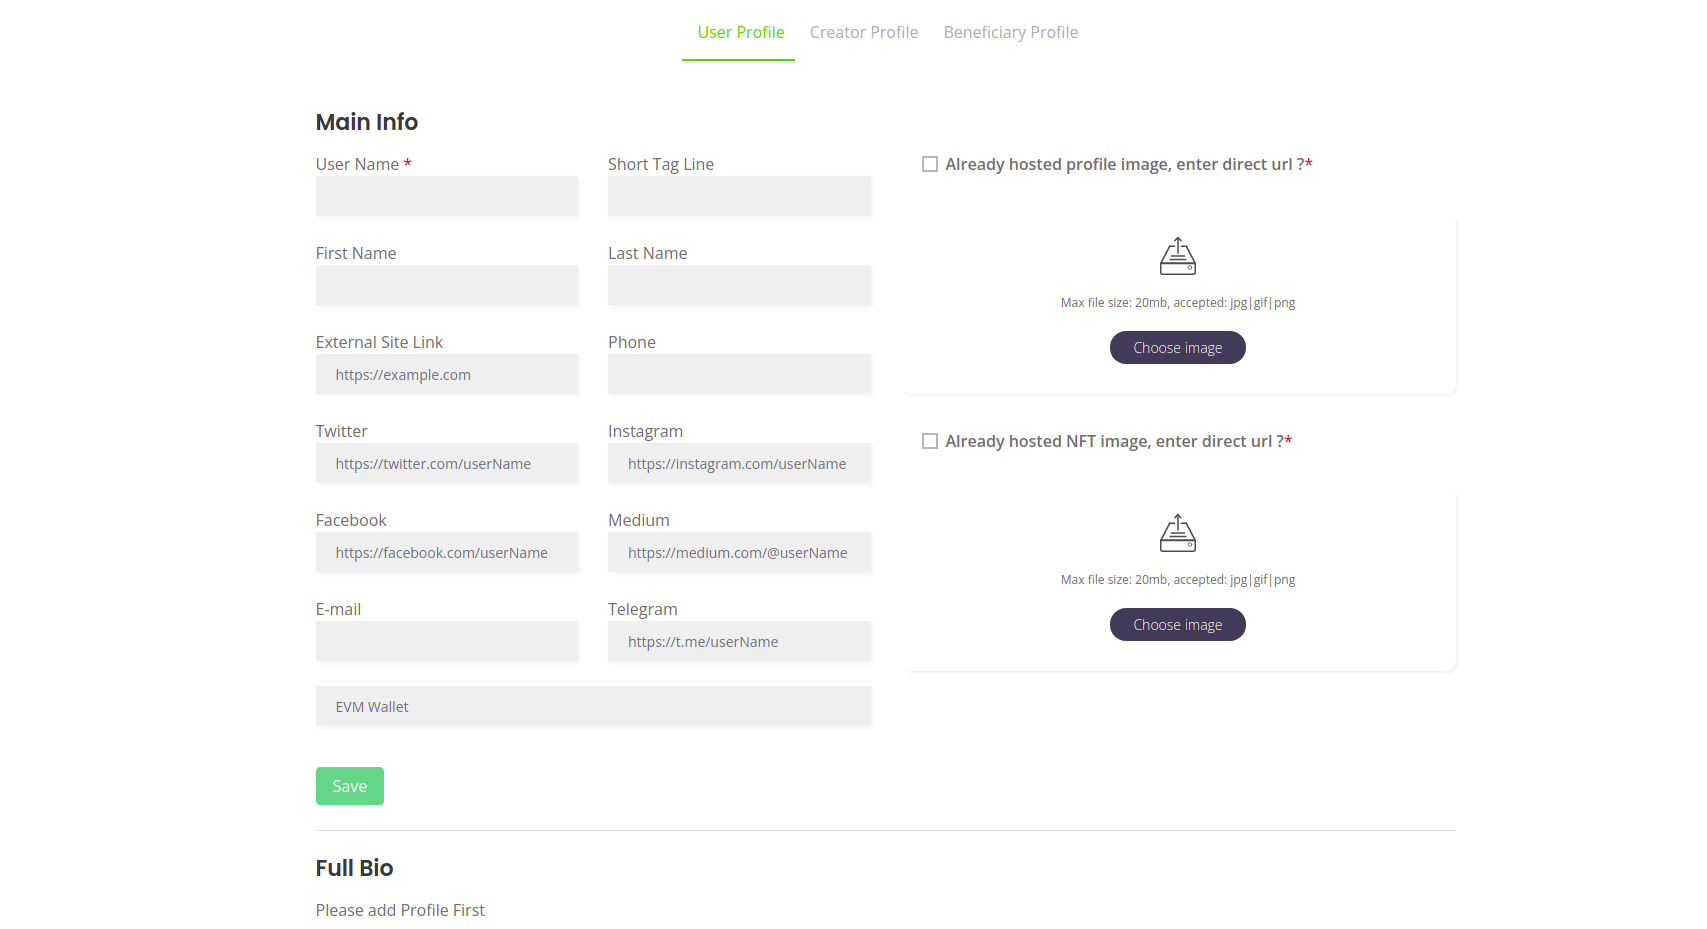 User Profile Creator Profile Beneficiary Profile
Main Info
User Name * Short Tag Line
First Name Last Name
External Site Link Phone
https://example.com
Twitter Instagram
https://twitter.com/userName https://instagram.com/userName
Facebook Medium
https://facebook.com/userName https://medium.com/@userName
E-mail Telegram
https://t.me/userName
EVM Wallet
Save
Already hosted profile image, enter direct url ?*
Max file size: 20mb, accepted: jpg|gif|png
Choose image
Already hosted NFT image, enter direct url ?*
Max file size: 20mb, accepted: jpg|gif|png
Choose image
Full Bio
Please add Profile First